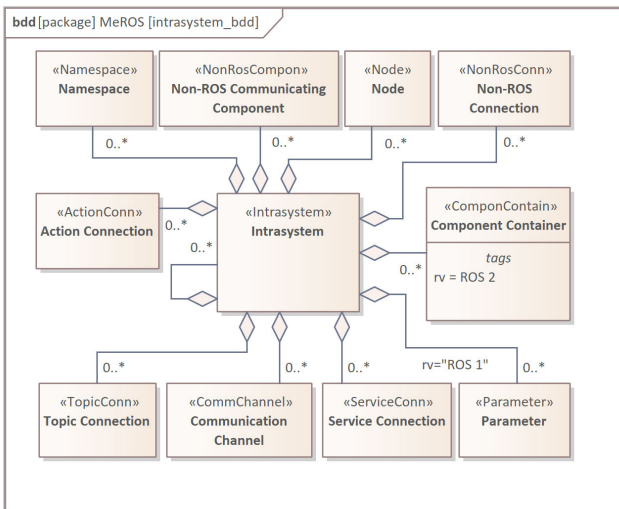 bdd [package] MeROS [intrasystem_bdd]
«Namespace»
Namespace
«NonRosCompon»
Non-ROS Communicating
Component
«Node»
Node
«NonRosConn»
Non-ROS
Connection
0..*
0..*
0..*
0..*
«ActionConn»
Action Connection
0..*
0..*
«Intrasystem»
Intrasystem
«ComponContain»
Component Container
tags
rv = ROS 2
0..*
0..*
0..*
0..*
rv="ROS 1"
0..*
«TopicConn»
Topic Connection
«CommChannel»
Communication
Channel
«ServiceConn»
Service Connection
«Parameter»
Parameter